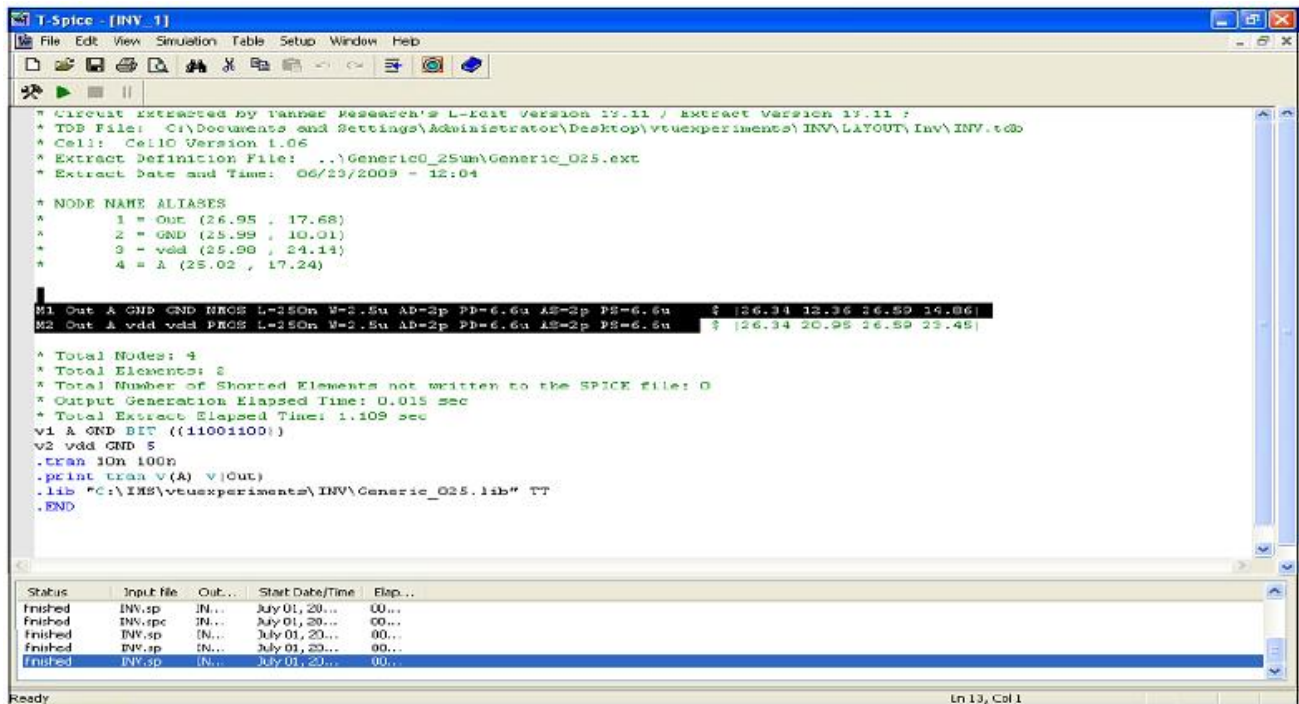 T-Spice - [INV_1]
File Edit View Simulation Table Setup Window Help
* Circuit Extracted by Tanner Research's L-Edit Version 13.11 / Extract Version 13.11 ;
* TDB File: C:\Documents and Settings\Administrator\Desktop\vtuexperiments\INV\LAYOUT\Inv\INV.tdb
* Cell: Cell0 Version 1.06
* Extract Definition File: ..\Generic0_25um\Generic_025.ext
* Extract Date and Time: 06/23/2009 - 12:04
* NODE NAME ALIASES
* 1 = Out (26.95 , 17.68)
* 2 = GND (25.99 , 10.01)
* 3 = vdd (25.98 , 24.14)
* 4 = A (25.02 , 17.24)
M1 Out A GND GND NMOS L=250n W=2.5u AD=2p PD=6.6u AS=2p PS=6.6u $ (26.34 12.36 26.59 14.86)
M2 Out A vdd vdd PMOS L=250n W=2.5u AD=2p PD=6.6u AS=2p PS=6.6u $ (26.34 20.95 26.59 23.45)
* Total Nodes: 4
* Total Elements: 2
* Total Number of Shorted Elements not written to the SPICE file: 0
* Output Generation Elapsed Time: 0.015 sec
* Total Extract Elapsed Time: 1.109 sec
v1 A GND BIT ({11001100})
v2 vdd GND 5
.tran 10n 100n
.print tran v(A) v(Out)
.lib "C:\IMS\vtuexperiments\INV\Generic_025.lib" TT
.END
Status Input file Out... Start Date/Time Elap...
finished INV.sp IN... July 01, 20... 00...
finished INV.spc IN... July 01, 20... 00...
finished INV.sp IN... July 01, 20... 00...
finished INV.sp IN... July 01, 20... 00...
finished INV.sp IN... July 01, 20... 00...
Ready Ln 13, Col 1